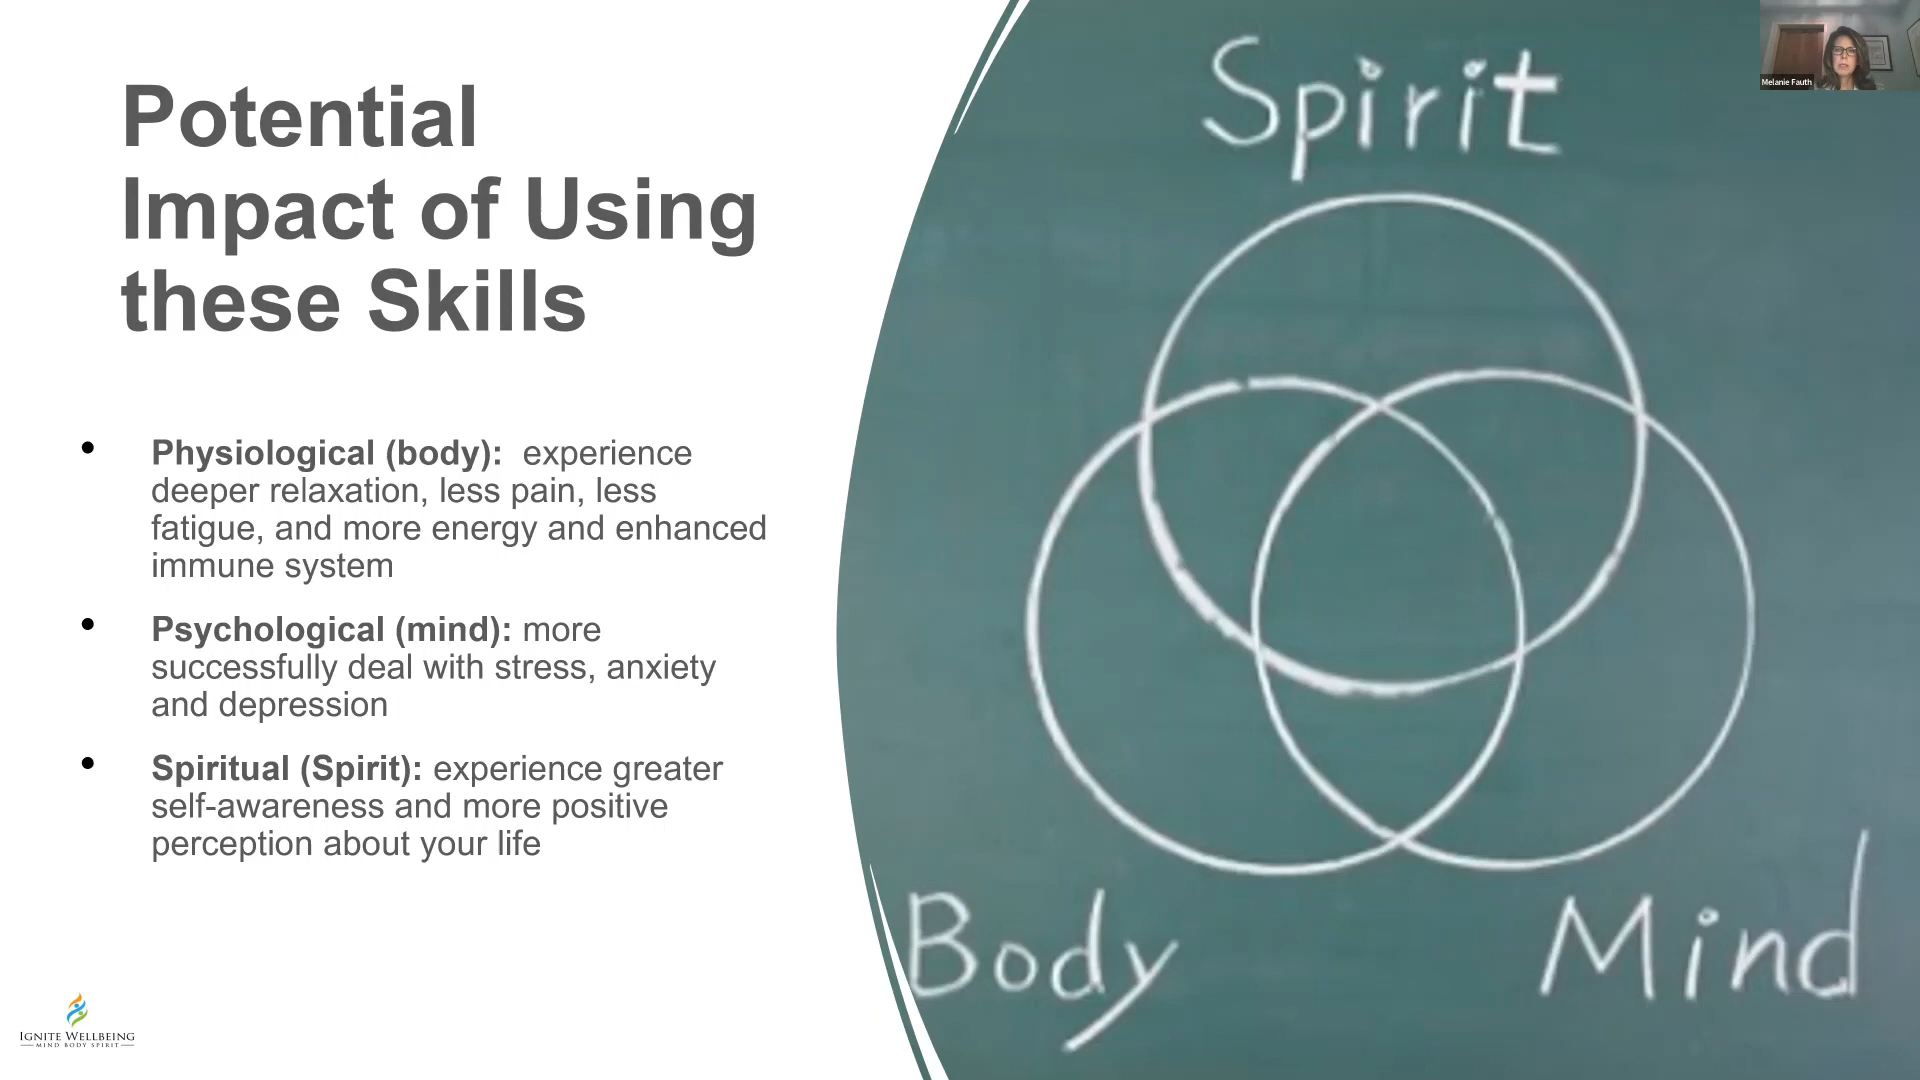 Potential
Impact of Using
these Skills
• Physiological (body): experience
deeper relaxation, less pain, less
fatigue, and more energy and enhanced
immune system
• Psychological (mind): more
successfully deal with stress, anxiety
and depression
• Spiritual (Spirit): experience greater
self-awareness and more positive
perception about your life
IGNITE WELLBEING
MIND BODY SPIRIT
Spirit
Body
Mind
Melanie Fauth